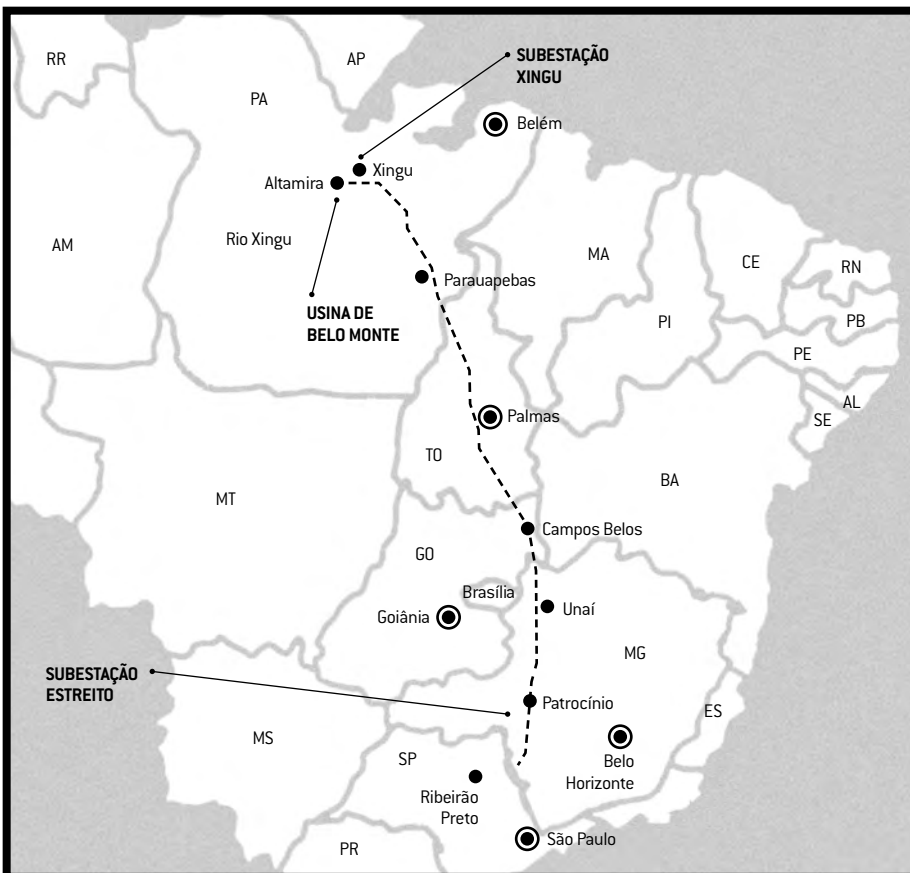 RR
AP
SUBESTAÇÃO
XINGU
PA
Belém
Xingu
Altamira
Rio Xingu
AM
MA
CE
RN
Parauapebas
USINA DE
BELO MONTE
PI
PB
PE
AL
SE
Palmas
TO
BA
MT
Campos Belos
GO
Brasília
Unaí
Goiânia
MG
SUBESTAÇÃO
ESTREITO
Patrocínio
ES
MS
Belo
Horizonte
SP
Ribeirão
Preto
São Paulo
PR